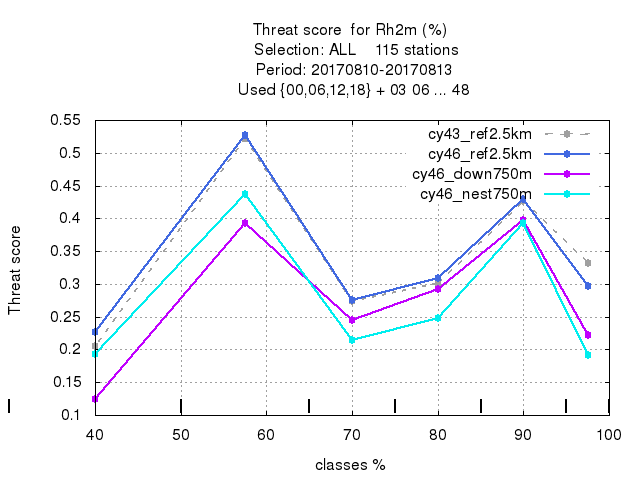 Threat score for Rh2m (%)
Selection: ALL 115 stations
Period: 20170810-20170813
Used {00,06,12,18} + 03 06 ... 48
0.55
0.5
0.45
0.4
0.35
0.3
0.25
0.2
0.15
0.1
Threat score
cy43_ref2.5km
cy46_ref2.5km
cy46_down750m
cy46_nest750m
40 50 60 70 80 90 100
classes %